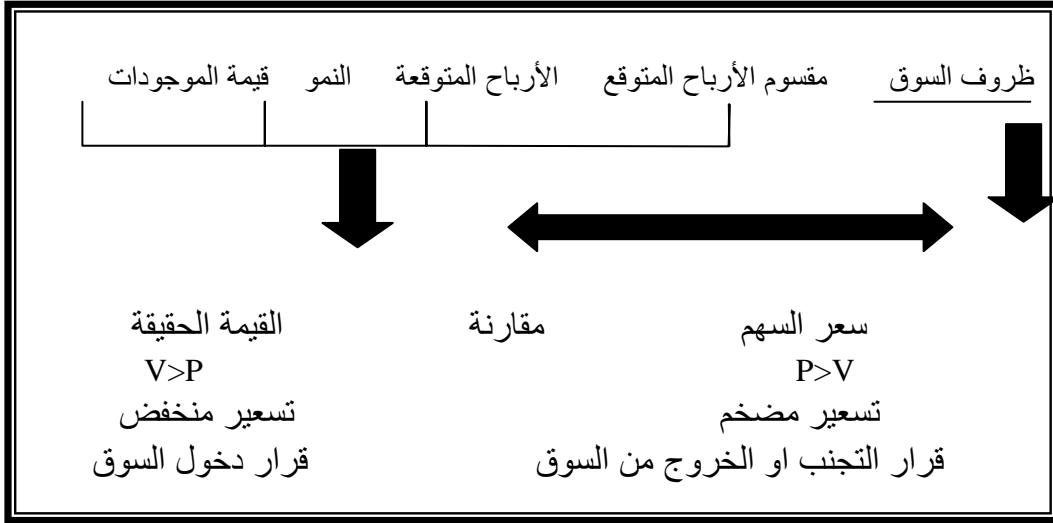 ظروف السوق مقسوم الأرباح المتوقع الأرباح المتوقعة النمو قيمة الموجودات
سعر السهم مقارنة القيمة الحقيقة
P>V V>P
تسعير مضخم تسعير منخفض
قرار التجنب او الخروج من السوق قرار دخول السوق